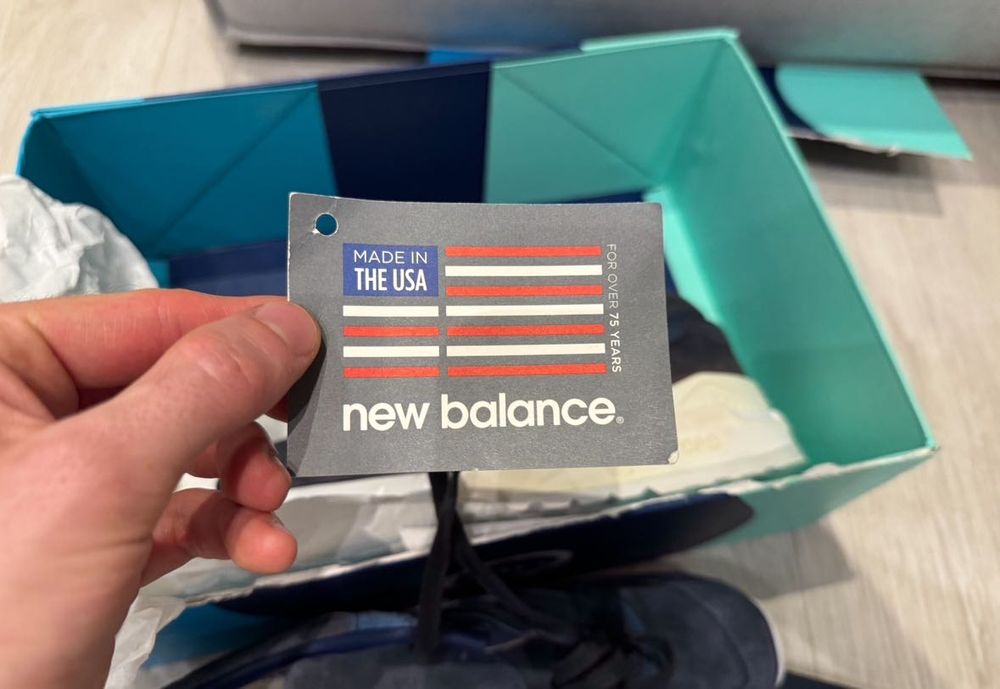 MADE IN
THE USA
FOR OVER 75 YEARS
new balance®